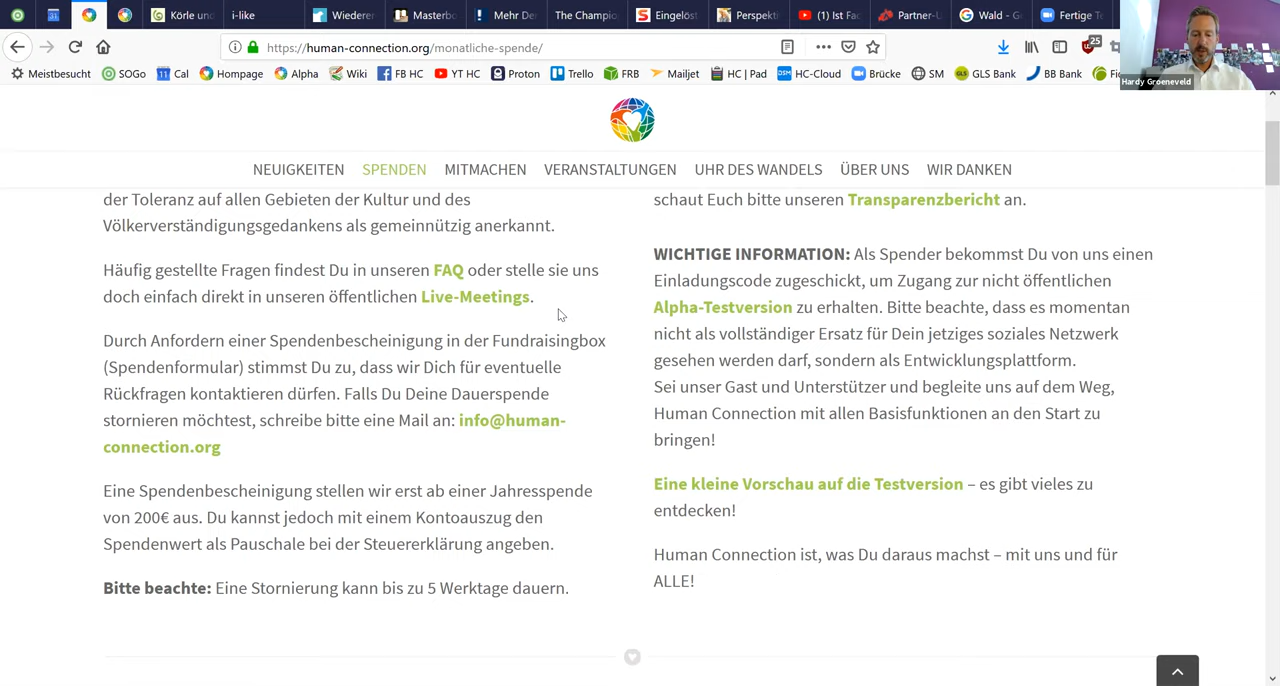 Körle und
i-like
Wiederer
Masterbo
Mehr De
The Champio
Eingelöst
Perspekti
(1) Ist Fac
Partner-U
Wald - G
Fertige Te
https://human-connection.org/monatliche-spende/
25
Hardy Groeneveld
Meistbesucht
SOGo
Cal
Hompage
Alpha
Wiki
FB HC
YT HC
Proton
Trello
FRB
Mailjet
HC | Pad
HC-Cloud
Brücke
SM
GLS Bank
BB Bank
NEUIGKEITEN SPENDEN MITMACHEN VERANSTALTUNGEN UHR DES WANDELS ÜBER UNS WIR DANKEN
der Toleranz auf allen Gebieten der Kultur und des
Völkerverständigungsgedankens als gemeinnützig anerkannt.
Häufig gestellte Fragen findest Du in unseren FAQ oder stelle sie uns
doch einfach direkt in unseren öffentlichen Live-Meetings.
Durch Anfordern einer Spendenbescheinigung in der Fundraisingbox
(Spendenformular) stimmst Du zu, dass wir Dich für eventuelle
Rückfragen kontaktieren dürfen. Falls Du Deine Dauerspende
stornieren möchtest, schreibe bitte eine Mail an: info@human-
connection.org
Eine Spendenbescheinigung stellen wir erst ab einer Jahresspende
von 200€ aus. Du kannst jedoch mit einem Kontoauszug den
Spendenwert als Pauschale bei der Steuererklärung angeben.
Bitte beachte: Eine Stornierung kann bis zu 5 Werktage dauern.
schaut Euch bitte unseren Transparenzbericht an.
WICHTIGE INFORMATION: Als Spender bekommst Du von uns einen
Einladungscode zugeschickt, um Zugang zur nicht öffentlichen
Alpha-Testversion zu erhalten. Bitte beachte, dass es momentan
nicht als vollständiger Ersatz für Dein jetziges soziales Netzwerk
gesehen werden darf, sondern als Entwicklungsplattform.
Sei unser Gast und Unterstützer und begleite uns auf dem Weg,
Human Connection mit allen Basisfunktionen an den Start zu
bringen!
Eine kleine Vorschau auf die Testversion – es gibt vieles zu
entdecken!
Human Connection ist, was Du daraus machst – mit uns und für
ALLE!